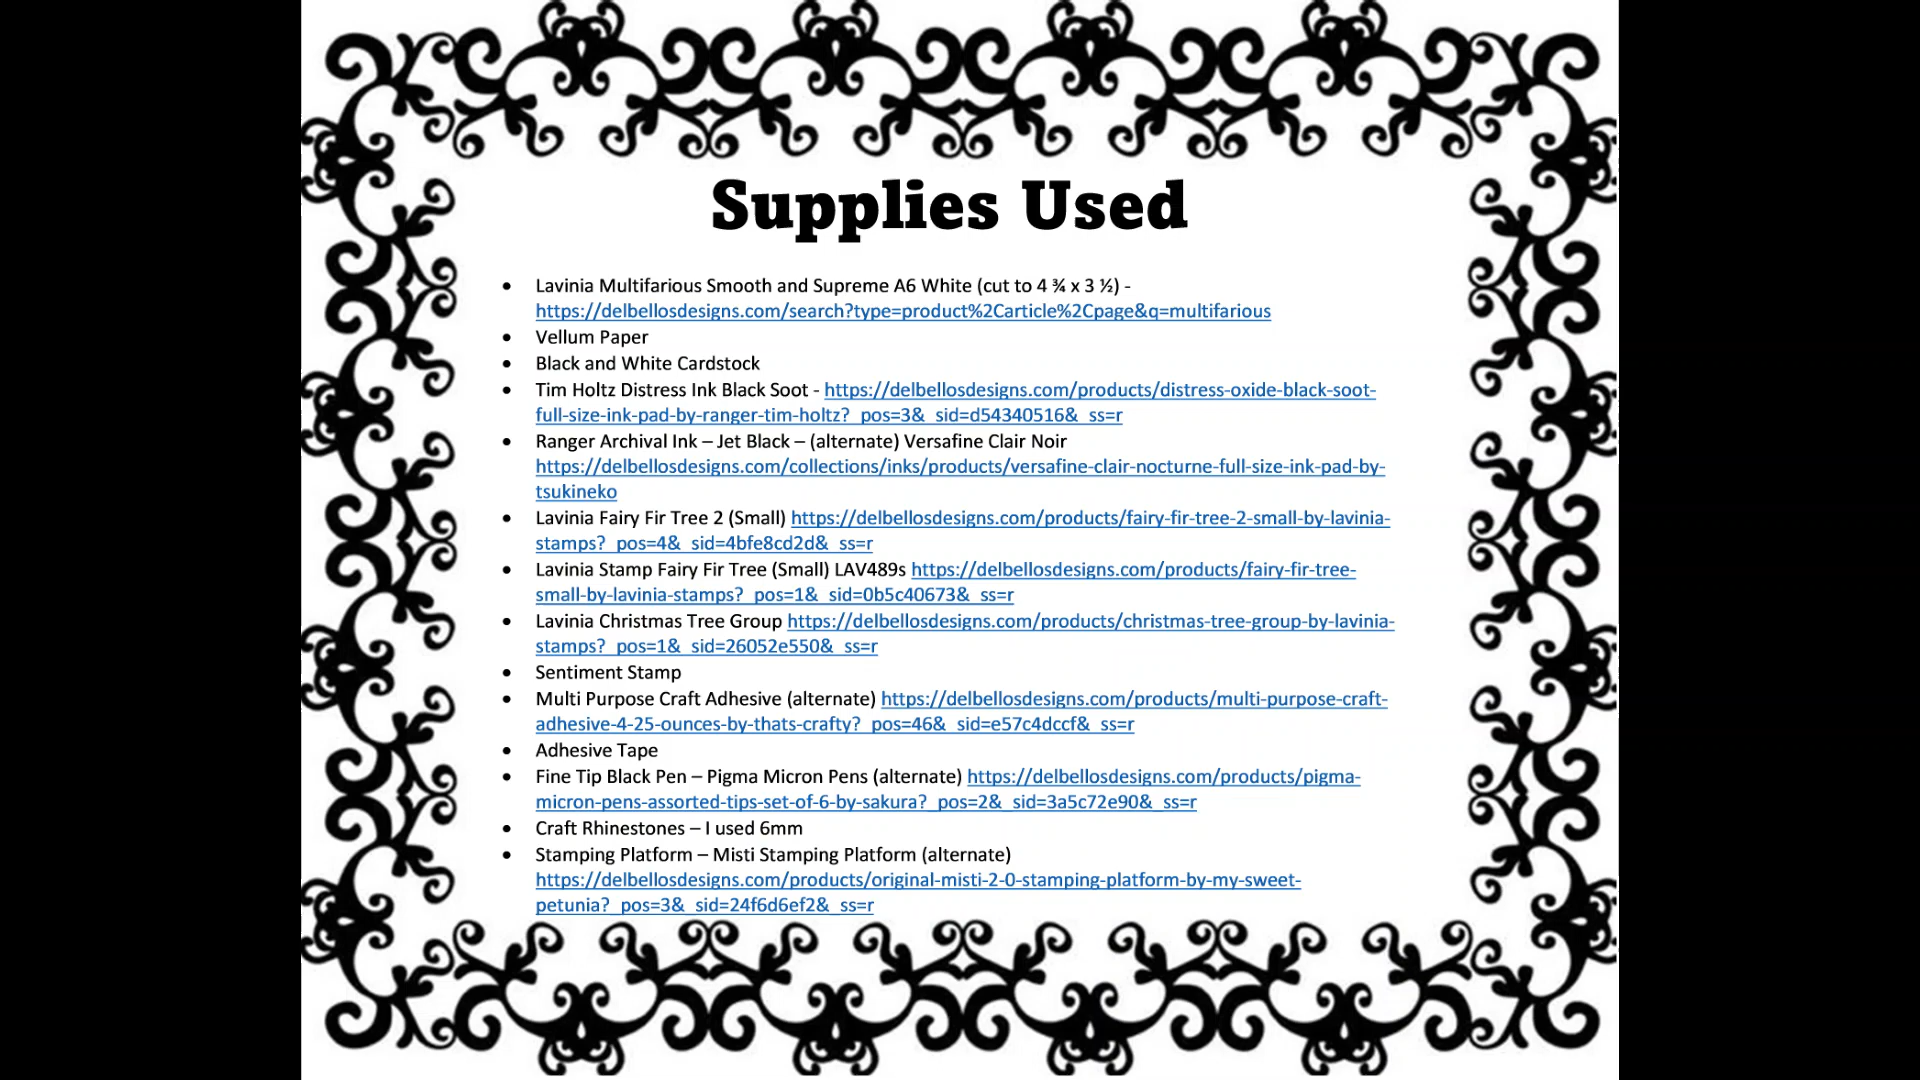 Supplies Used
• Lavinia Multifarious Smooth and Supreme A6 White (cut to 4 ¾ x 3 ½) -
https://delbellosdesigns.com/search?type=product%2Carticle%2Cpage&q=multifarious
• Vellum Paper
• Black and White Cardstock
• Tim Holtz Distress Ink Black Soot - https://delbellosdesigns.com/products/distress-oxide-black-soot-
full-size-ink-pad-by-ranger-tim-holtz?_pos=3&_sid=d54340516&_ss=r
• Ranger Archival Ink – Jet Black – (alternate) Versafine Clair Noir
https://delbellosdesigns.com/collections/inks/products/versafine-clair-nocturne-full-size-ink-pad-by-
tsukineko
• Lavinia Fairy Fir Tree 2 (Small) https://delbellosdesigns.com/products/fairy-fir-tree-2-small-by-lavinia-
stamps?_pos=4&_sid=4bfe8cd2d&_ss=r
• Lavinia Stamp Fairy Fir Tree (Small) LAV489s https://delbellosdesigns.com/products/fairy-fir-tree-
small-by-lavinia-stamps?_pos=1&_sid=0b5c40673&_ss=r
• Lavinia Christmas Tree Group https://delbellosdesigns.com/products/christmas-tree-group-by-lavinia-
stamps?_pos=1&_sid=26052e550&_ss=r
• Sentiment Stamp
• Multi Purpose Craft Adhesive (alternate) https://delbellosdesigns.com/products/multi-purpose-craft-
adhesive-4-25-ounces-by-thats-crafty?_pos=46&_sid=e57c4dccf&_ss=r
• Adhesive Tape
• Fine Tip Black Pen – Pigma Micron Pens (alternate) https://delbellosdesigns.com/products/pigma-
micron-pens-assorted-tips-set-of-6-by-sakura?_pos=2&_sid=3a5c72e90&_ss=r
• Craft Rhinestones – I used 6mm
• Stamping Platform – Misti Stamping Platform (alternate)
https://delbellosdesigns.com/products/original-misti-2-0-stamping-platform-by-my-sweet-
petunia?_pos=3&_sid=24f6d6ef2&_ss=r